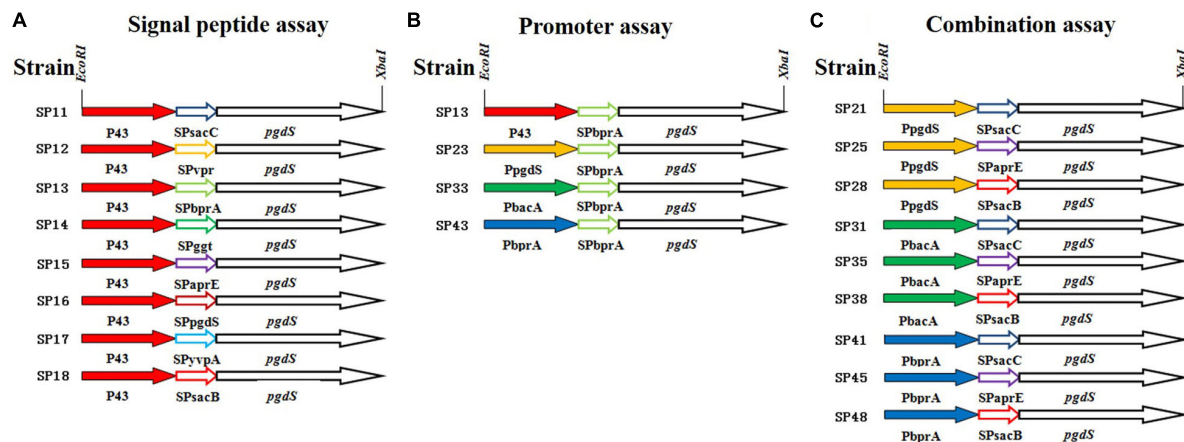 A
Signal peptide assay
Strain
EcoRI
XbaI
SP11
P43 SPsacC pgdS
SP12
P43 SPvpr pgdS
SP13
P43 SPbprA pgdS
SP14
P43 SPggt pgdS
SP15
P43 SPaprE pgdS
SP16
P43 SPpgdS pgdS
SP17
P43 SPyvpA pgdS
SP18
P43 SPsacB pgdS
B
Promoter assay
Strain
EcoRI
XbaI
SP13
P43 SPbprA pgdS
SP23
PpgdS SPbprA pgdS
SP33
PbacA SPbprA pgdS
SP43
PbprA SPbprA pgdS
C
Combination assay
Strain
EcoRI
XbaI
SP21
PpgdS SPsacC pgdS
SP25
PpgdS SPaprE pgdS
SP28
PpgdS SPsacB pgdS
SP31
PbacA SPsacC pgdS
SP35
PbacA SPaprE pgdS
SP38
PbacA SPsacB pgdS
SP41
PbprA SPsacC pgdS
SP45
PbprA SPaprE pgdS
SP48
PbprA SPsacB pgdS